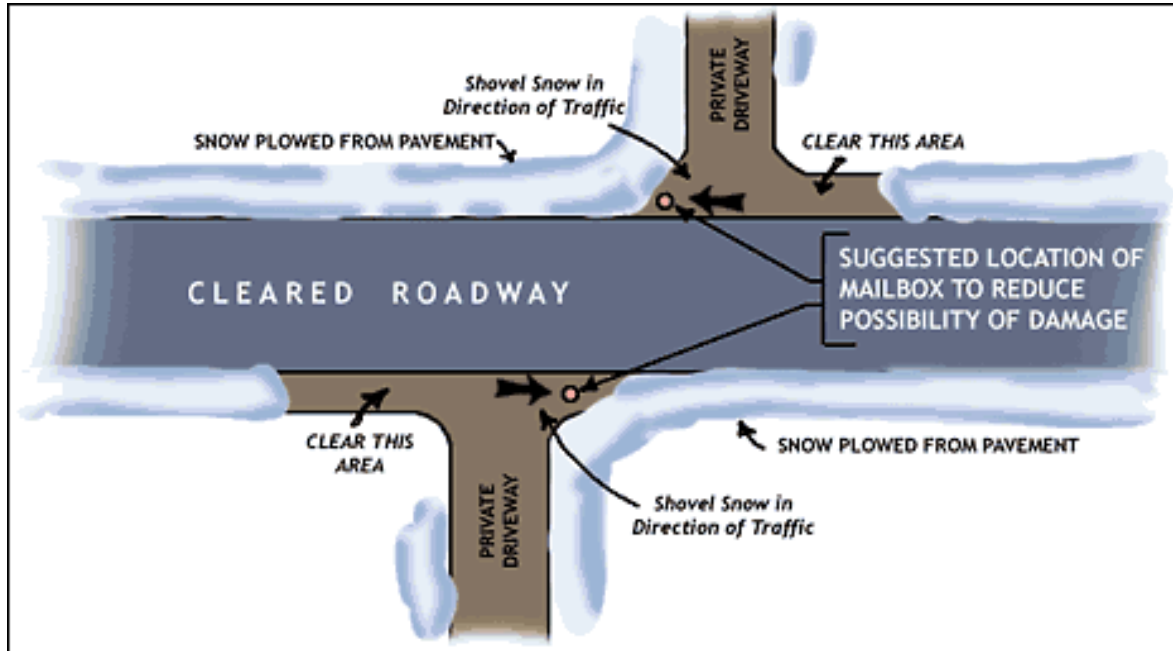 PRIVATE
DRIVEWAY
Shovel Snow in
Direction of Traffic
SNOW PLOWED FROM PAVEMENT
CLEAR THIS AREA
CLEARED ROADWAY
SUGGESTED LOCATION OF
MAILBOX TO REDUCE
POSSIBILITY OF DAMAGE
CLEAR THIS
AREA
SNOW PLOWED FROM PAVEMENT
Shovel Snow in
Direction of Traffic
PRIVATE
DRIVEWAY